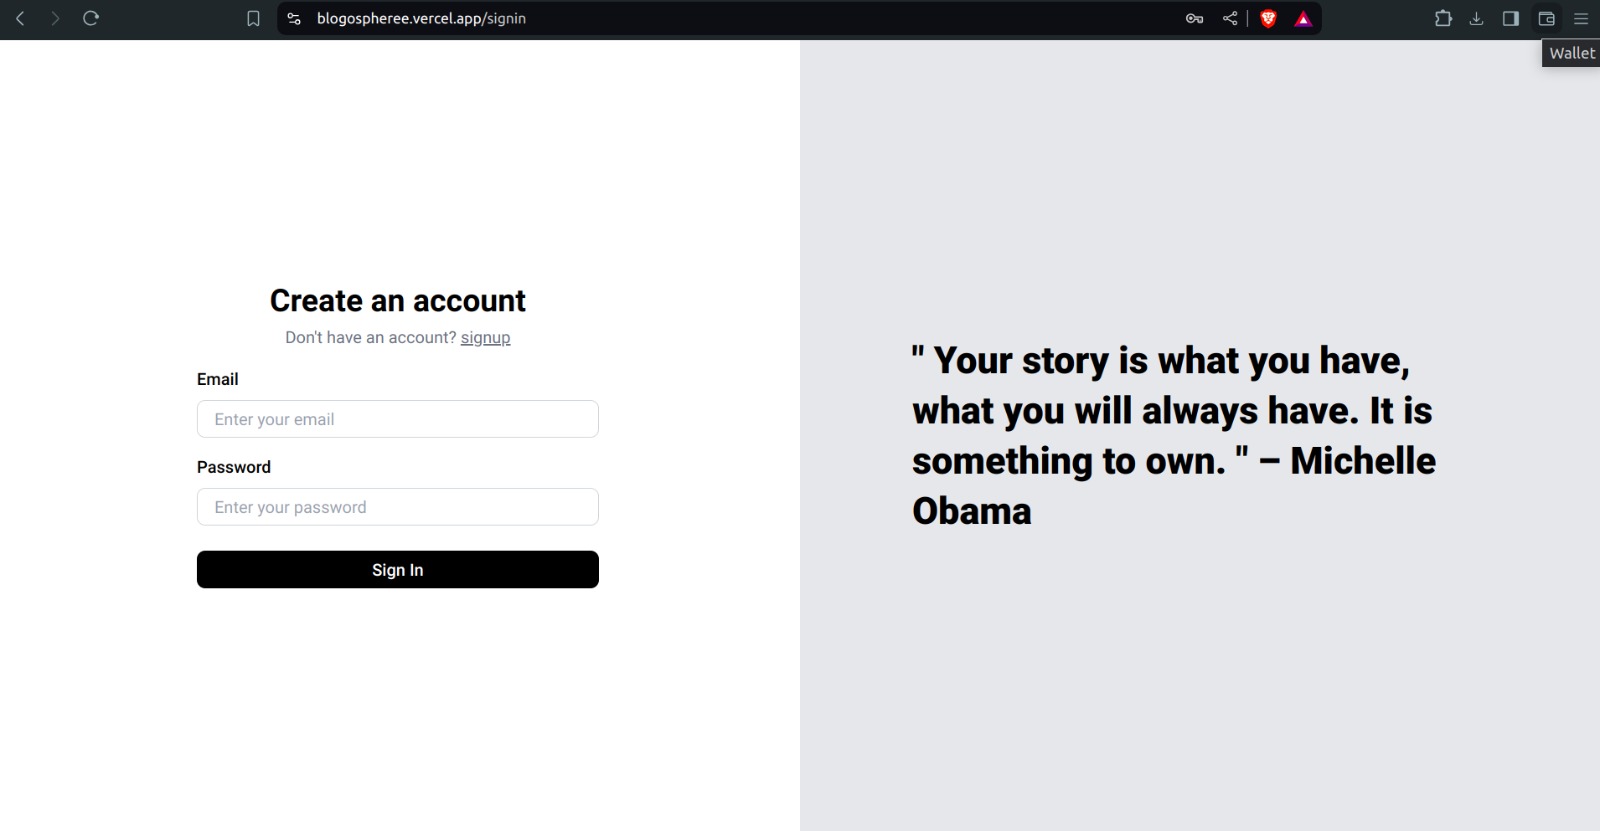 blogospheree.vercel.app/signin
Wallet
Create an account
Don't have an account? signup
Email
Enter your email
Password
Enter your password
Sign In
" Your story is what you have,
what you will always have. It is
something to own. " – Michelle
Obama